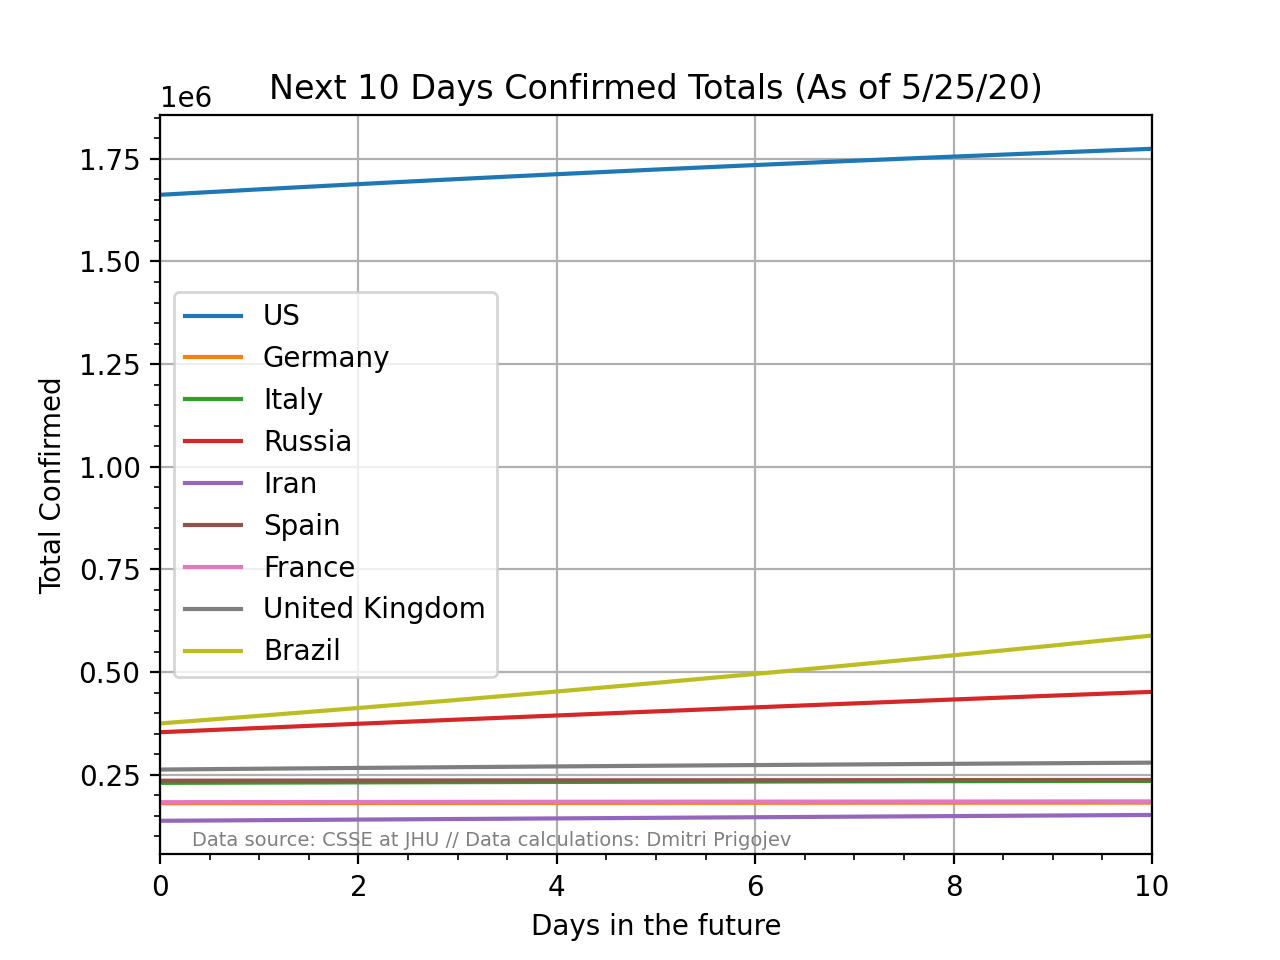 Next 10 Days Confirmed Totals (As of 5/25/20)
1e6
1.75
1.50
1.25
1.00
0.75
0.50
0.25
Total Confirmed
US
Germany
Italy
Russia
Iran
Spain
France
United Kingdom
Brazil
Data source: CSSE at JHU // Data calculations: Dmitri Prigojev
0 2 4 6 8 10
Days in the future